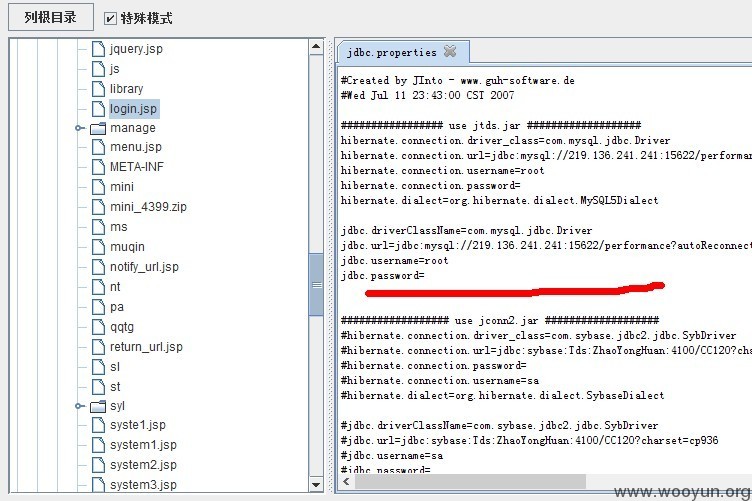 列根目录
特殊模式
jquery.jsp
js
library
login.jsp
manage
menu.jsp
META-INF
mini
mini_4399.zip
ms
muqin
notify_url.jsp
nt
pa
qqtg
return_url.jsp
sl
st
syl
syste1.jsp
system1.jsp
system2.jsp
system3.jsp
jdbc.properties
#Created by JInto - www.guh-software.de
#Wed Jul 11 23:43:00 CST 2007
################# use jtds.jar ###################
hibernate.connection.driver_class=com.mysql.jdbc.Driver
hibernate.connection.url=jdbc:mysql://219.136.241.241:15622/performanc
hibernate.connection.username=root
hibernate.connection.password=
hibernate.dialect=org.hibernate.dialect.MySQL5Dialect
jdbc.driverClassName=com.mysql.jdbc.Driver
jdbc.url=jdbc:mysql://219.136.241.241:15622/performance?autoReconnect
jdbc.username=root
jdbc.password=
################## use jconn2.jar ###################
#hibernate.connection.driver_class=com.sybase.jdbc2.jdbc.SybDriver
#hibernate.connection.url=jdbc:sybase:Tds:ZhaoYongHuan:4100/CC120?cha
#hibernate.connection.password=
#hibernate.connection.username=sa
#hibernate.dialect=org.hibernate.dialect.SybaseDialect
#jdbc.driverClassName=com.sybase.jdbc2.jdbc.SybDriver
#jdbc.url=jdbc:sybase:Tds:ZhaoYongHuan:4100/CC120?charset=cp936
#jdbc.username=sa
#jdbc.password=
www.wooyun.org